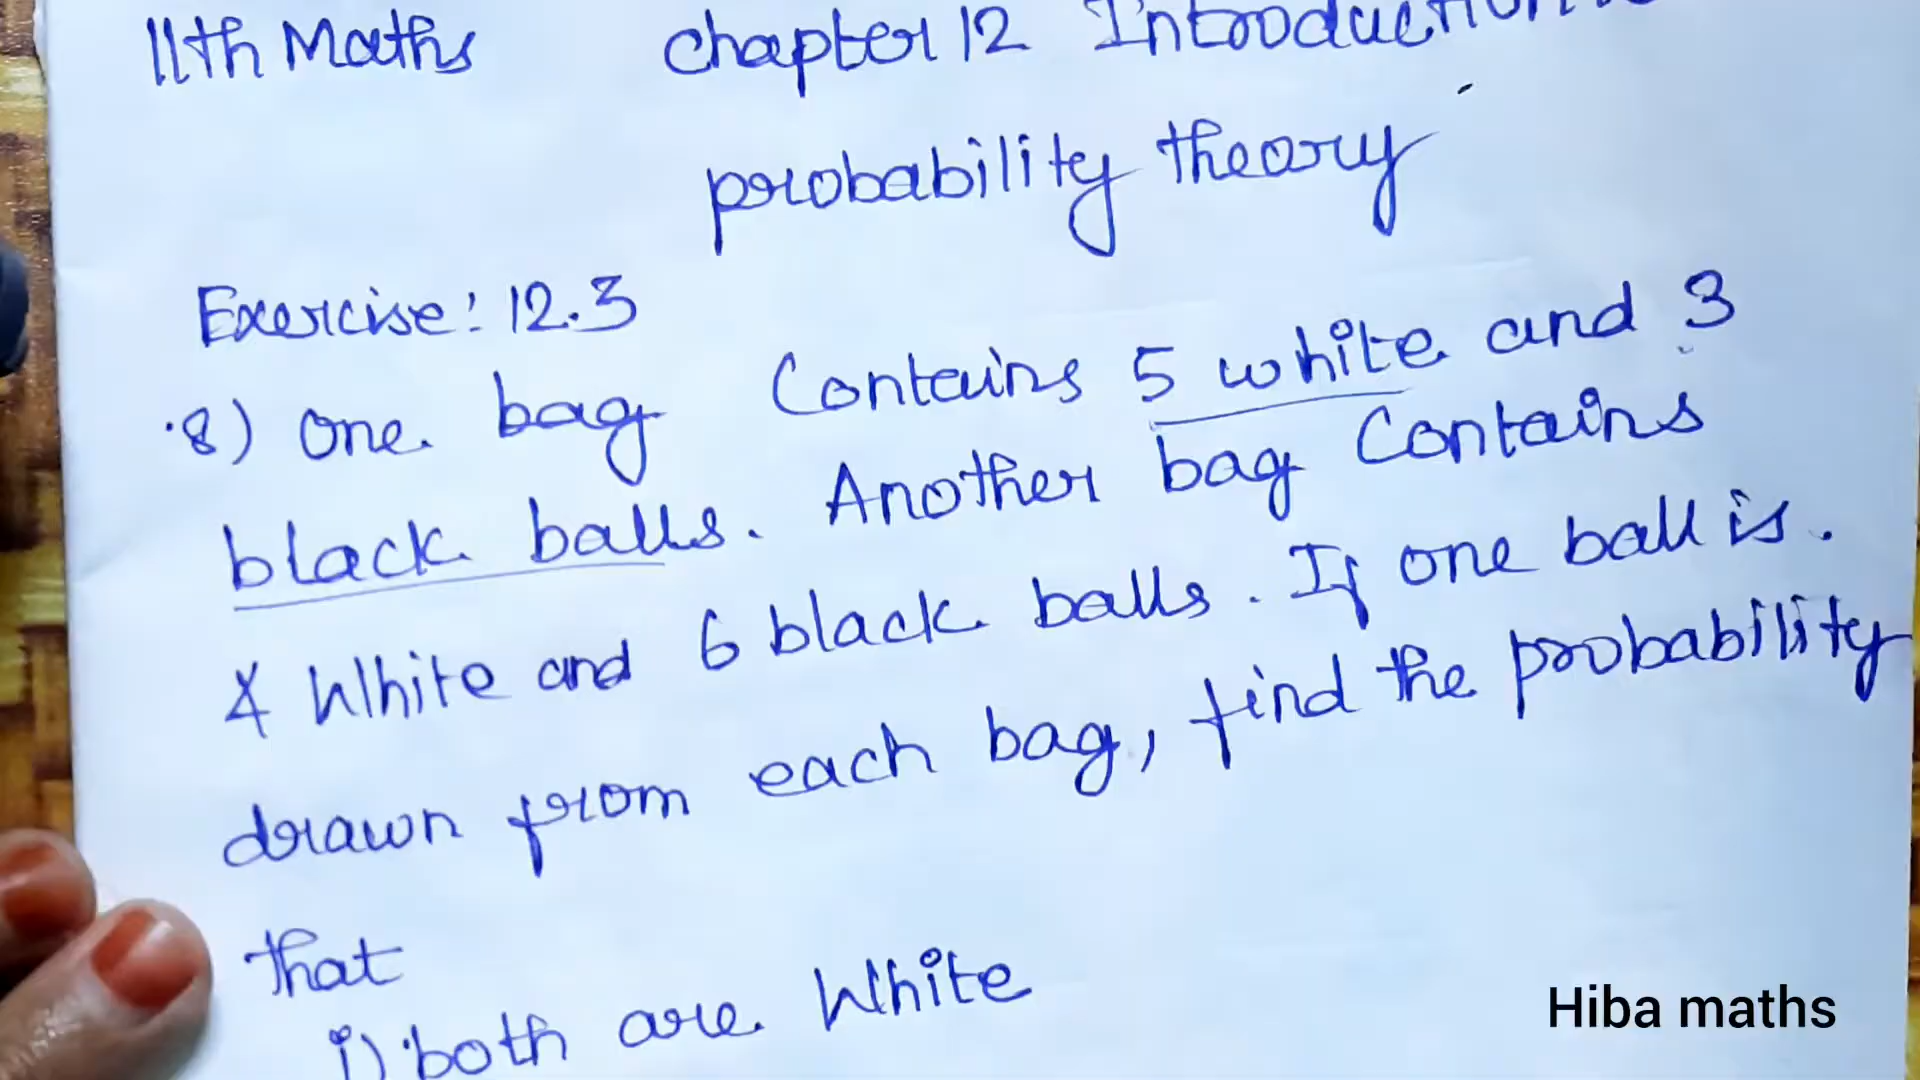 11th Maths chapter 12
probability theory
Exercise: 12.3
8) one bag Contains 5 white and 3
black balls. Another bag Contains
4 White and 6 black balls. If one ball is.
drawn from each bag, find the probability
that
i) both are White
Hiba maths